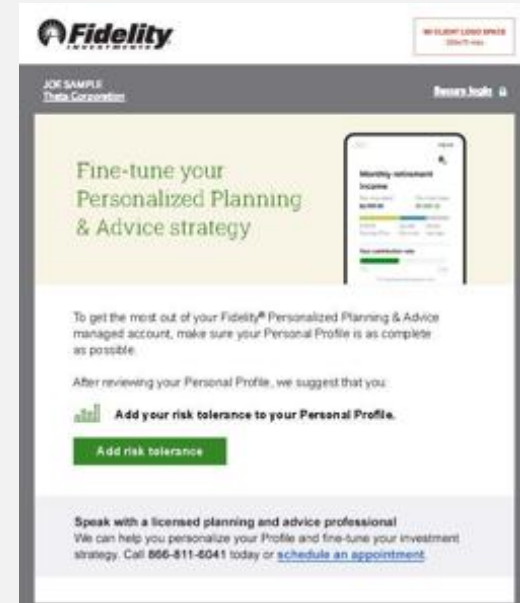 Fidelity
INVESTMENTS
JOE SAMPLE
Theta Corporation
Secure login
Fine-tune your
Personalized Planning
& Advice strategy
Monthly retirement
income
Your contribution rate
To get the most out of your Fidelity® Personalized Planning & Advice
managed account, make sure your Personal Profile is as complete
as possible.
After reviewing your Personal Profile, we suggest that you:
Add your risk tolerance to your Personal Profile.
Add risk tolerance
Speak with a licensed planning and advice professional
We can help you personalize your Profile and fine-tune your investment
strategy. Call 866-811-6041 today or schedule an appointment.